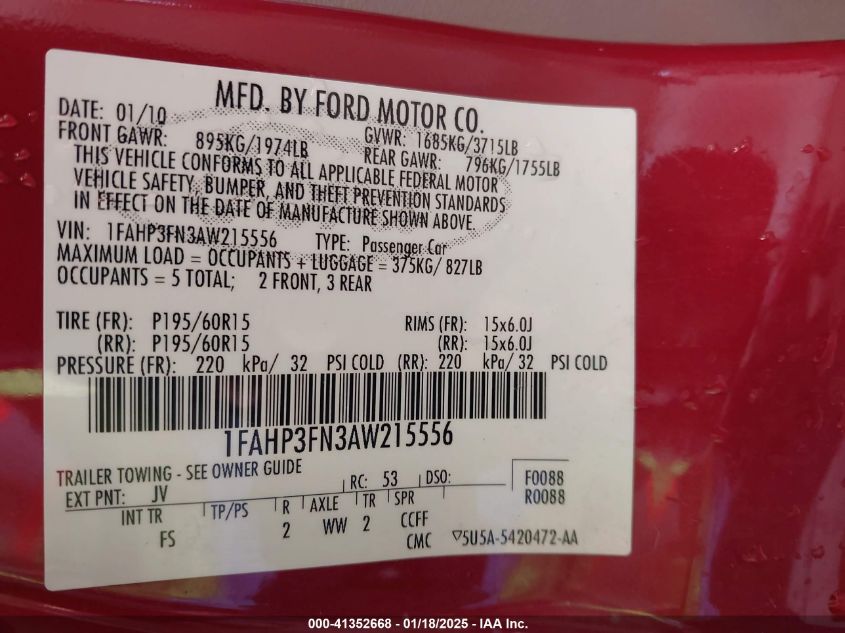 MFD. BY FORD MOTOR CO.
DATE: 01/10 GVWR: 1685KG/3715LB
FRONT GAWR: 895KG/1974LB REAR GAWR: 796KG/1755LB
THIS VEHICLE CONFORMS TO ALL APPLICABLE FEDERAL MOTOR
VEHICLE SAFETY, BUMPER, AND THEFT PREVENTION STANDARDS
IN EFFECT ON THE DATE OF MANUFACTURE SHOWN ABOVE.
VIN: 1FAHP3FN3AW215556 TYPE: Passenger Car
MAXIMUM LOAD = OCCUPANTS + LUGGAGE = 375KG/ 827LB
OCCUPANTS = 5 TOTAL; 2 FRONT, 3 REAR
TIRE (FR): P195/60R15 RIMS (FR): 15x6.0J
(RR): P195/60R15 (RR): 15x6.0J
PRESSURE (FR): 220 kPa/ 32 PSI COLD (RR): 220 kPa/ 32 PSI COLD
1FAHP3FN3AW215556
TRAILER TOWING - SEE OWNER GUIDE
RC: 53 DSO: F0088
EXT PNT: JV R0088
INT TR TP/PS R AXLE TR SPR
FS 2 WW 2 CCFF
CMC ▽5U5A-5420472-AA
000-41352668 - 01/18/2025 - IAA Inc.